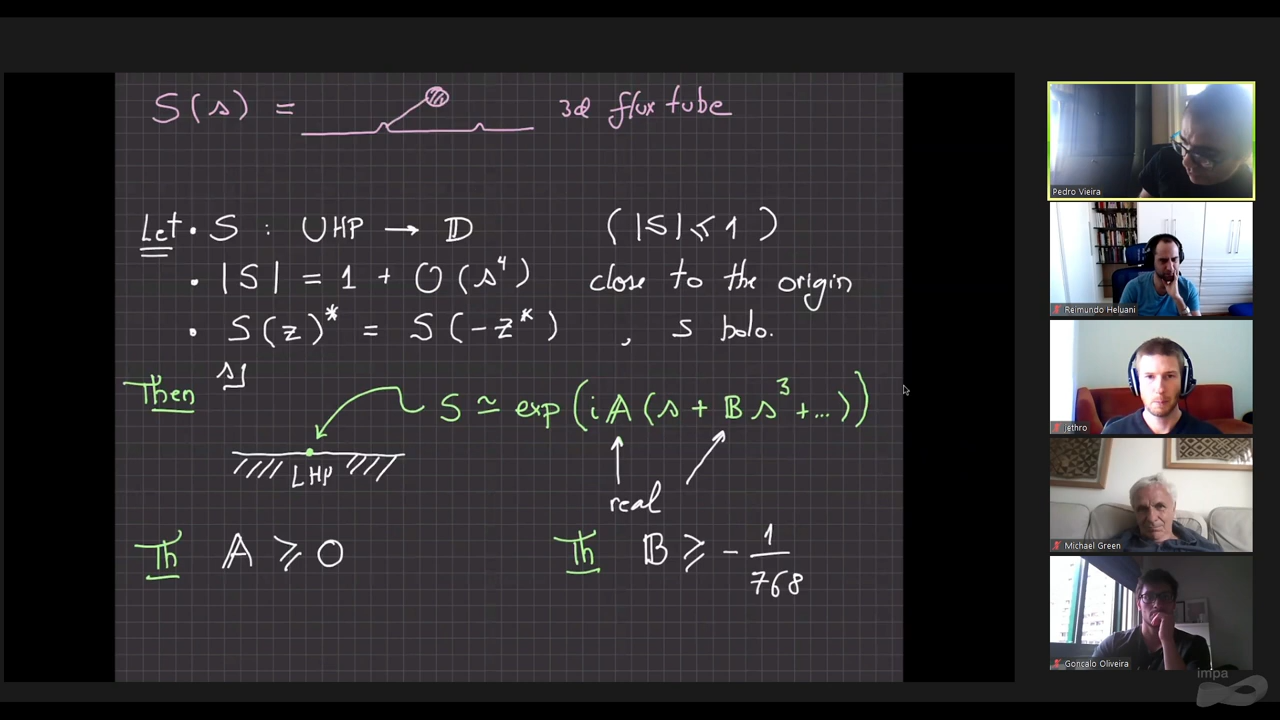 S(s) = 3d flux tube
Let • S : UHP → 𝔻 (|S| ≤ 1)
• |S| = 1 + O(s⁴) close to the origin
• S(z)* = S(-z*) , S holo.
s
Then S ≃ exp(i𝔸(s + 𝔹s³ + ...))
LHP
real
Th 𝔸 ⩾ 0 Th 𝔹 ⩾ - 1/768
Pedro Vieira
Reimundo Heluani
jethro
Michael Green
Goncalo Oliveira
impa